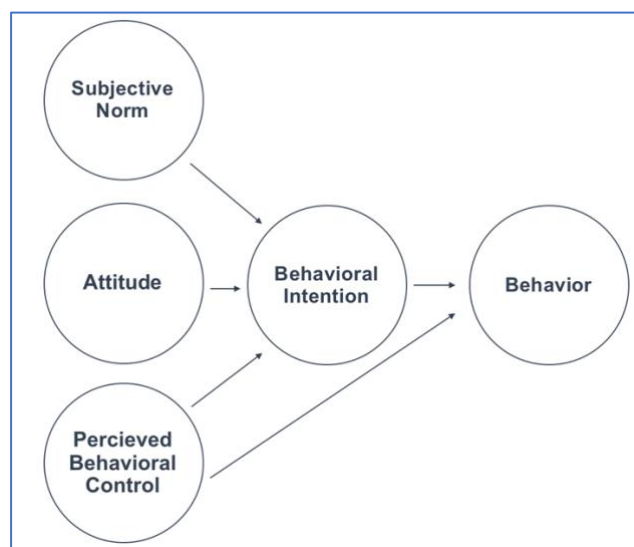 Subjective
Norm
Attitude
Behavioral
Intention
Behavior
Percieved
Behavioral
Control